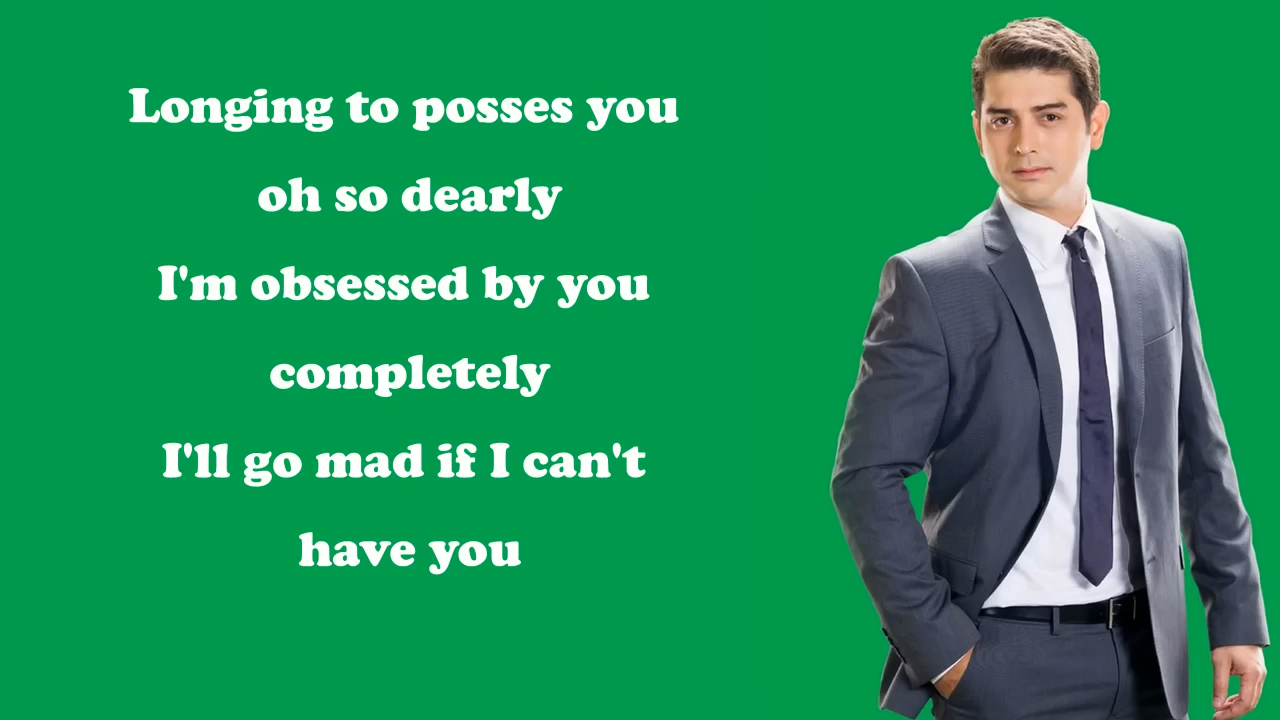 Longing to posses you
oh so dearly
I'm obsessed by you
completely
I'll go mad if I can't
have you